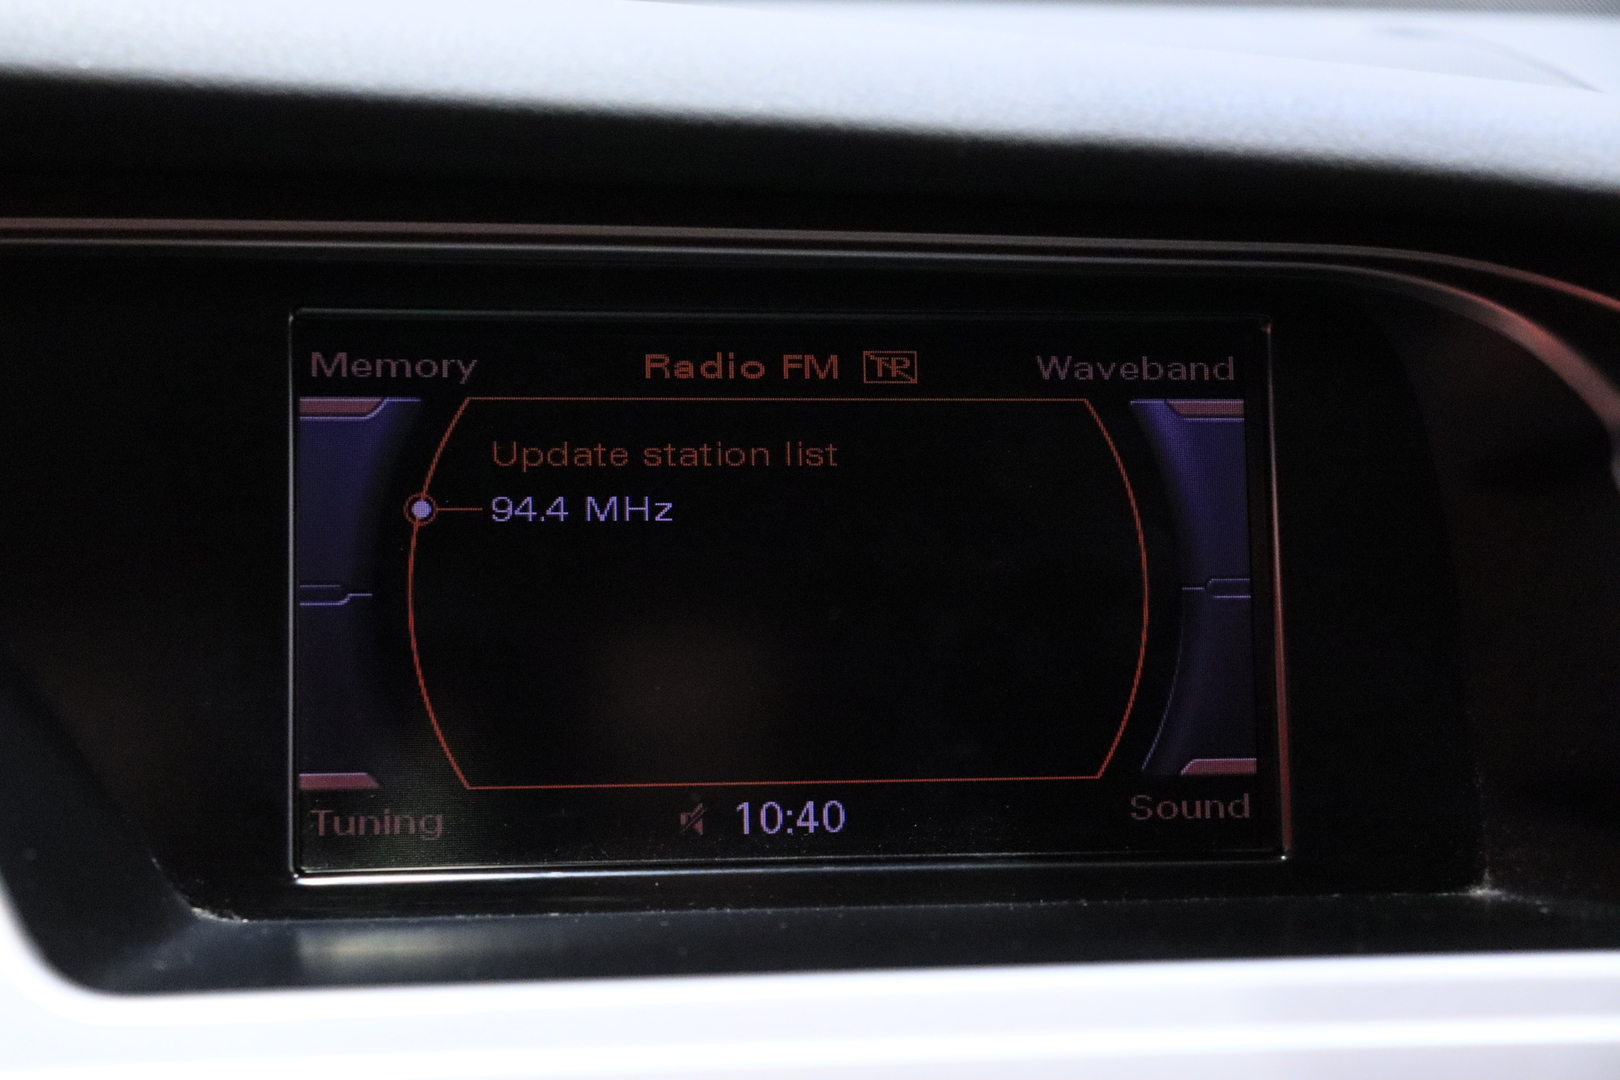 Memory Radio FM TP Waveband
Update station list
94.4 MHz
Tuning 10:40 Sound